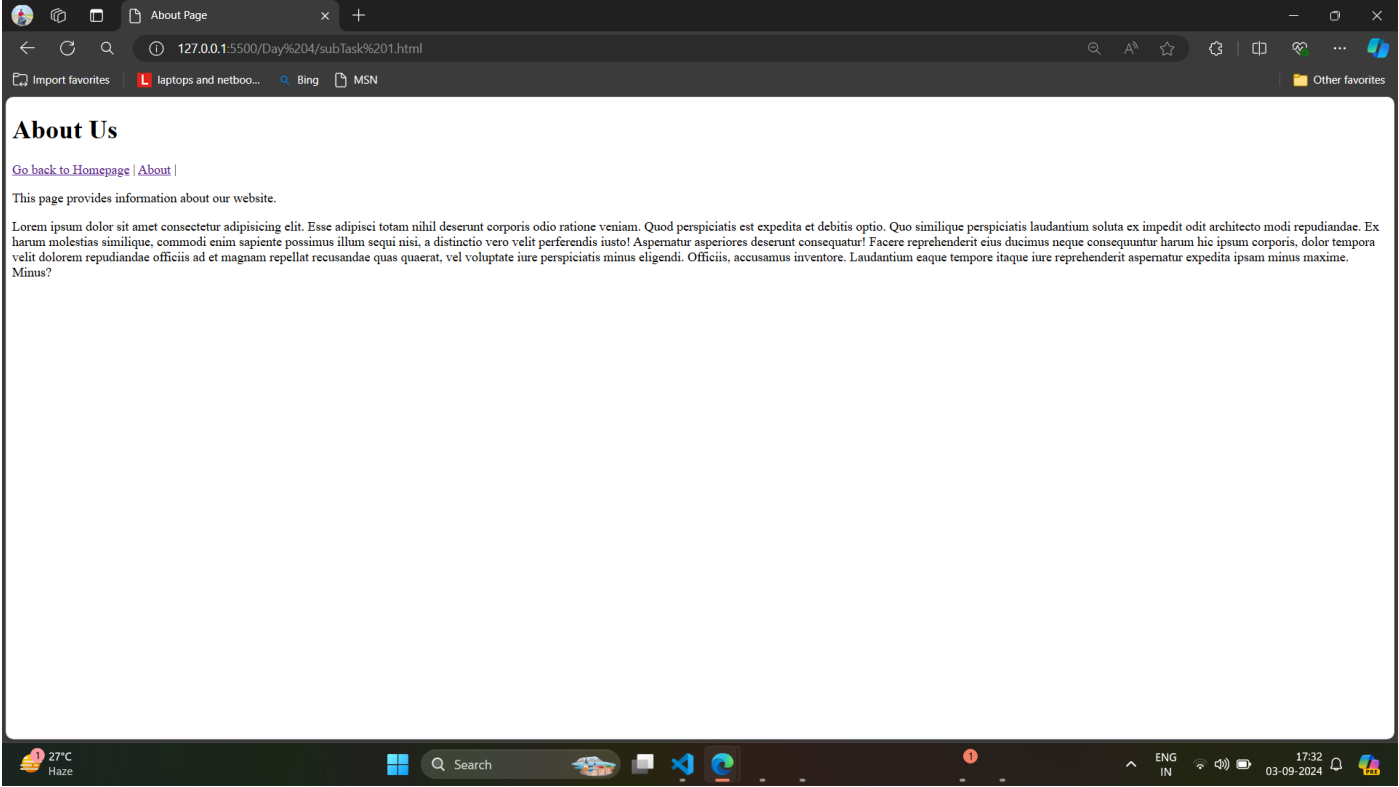 About Page
127.0.0.1:5500/Day%204/subTask%201.html
Import favorites
L laptops and netboo...
Bing
MSN
Other favorites
About Us
Go back to Homepage | About |
This page provides information about our website.
Lorem ipsum dolor sit amet consectetur adipisicing elit. Esse adipisci totam nihil deserunt corporis odio ratione veniam. Quod perspiciatis est expedita et debitis optio. Quo similique perspiciatis laudantium soluta ex impedit odit architecto modi repudiandae. Ex
harum molestias similique, commodi enim sapiente possimus illum sequi nisi, a distinctio vero velit perferendis iusto! Aspernatur asperiores deserunt consequatur! Facere reprehenderit eius ducimus neque consequuntur harum hic ipsum corporis, dolor tempora
velit dolorem repudiandae officiis ad et magnam repellat recusandae quas quaerat, vel voluptate iure perspiciatis minus eligendi. Officiis, accusamus inventore. Laudantium eaque tempore itaque iure reprehenderit aspernatur expedita ipsam minus maxime.
Minus?
1
27°C
Haze
Search
1
ENG
IN
17:32
03-09-2024
PRE